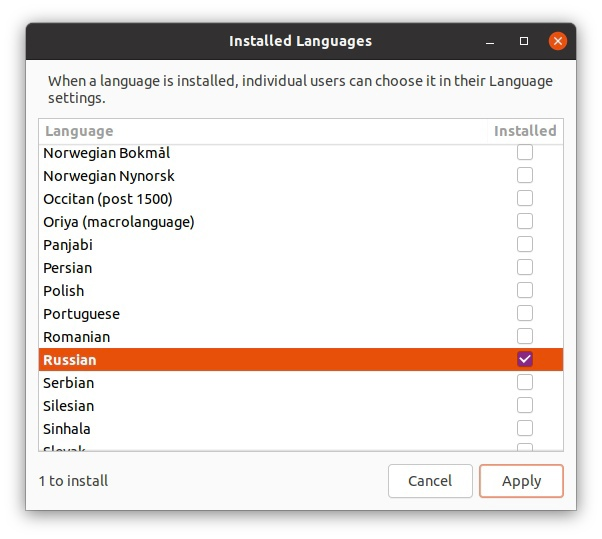 Installed Languages
When a language is installed, individual users can choose it in their Language
settings.
Language Installed
Norwegian Bokmål
Norwegian Nynorsk
Occitan (post 1500)
Oriya (macrolanguage)
Panjabi
Persian
Polish
Portuguese
Romanian
Russian
Serbian
Silesian
Sinhala
Slovak
1 to install Cancel Apply